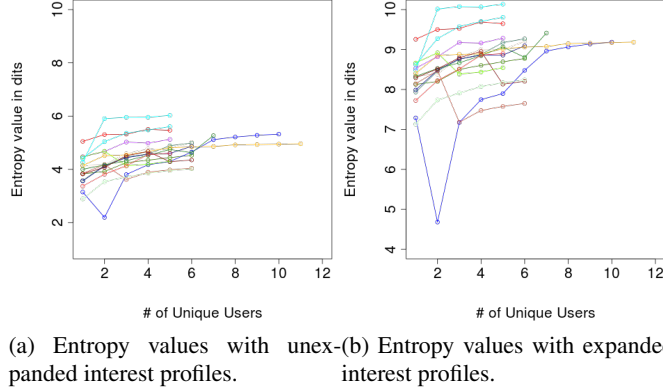 Entropy value in dits
10
8
6
4
2
2 4 6 8 10 12
# of Unique Users
Entropy value in dits
10
9
8
7
6
5
4
2 4 6 8 10 12
# of Unique Users
(a) Entropy values with unex-
panded interest profiles.
(b) Entropy values with expanded
interest profiles.